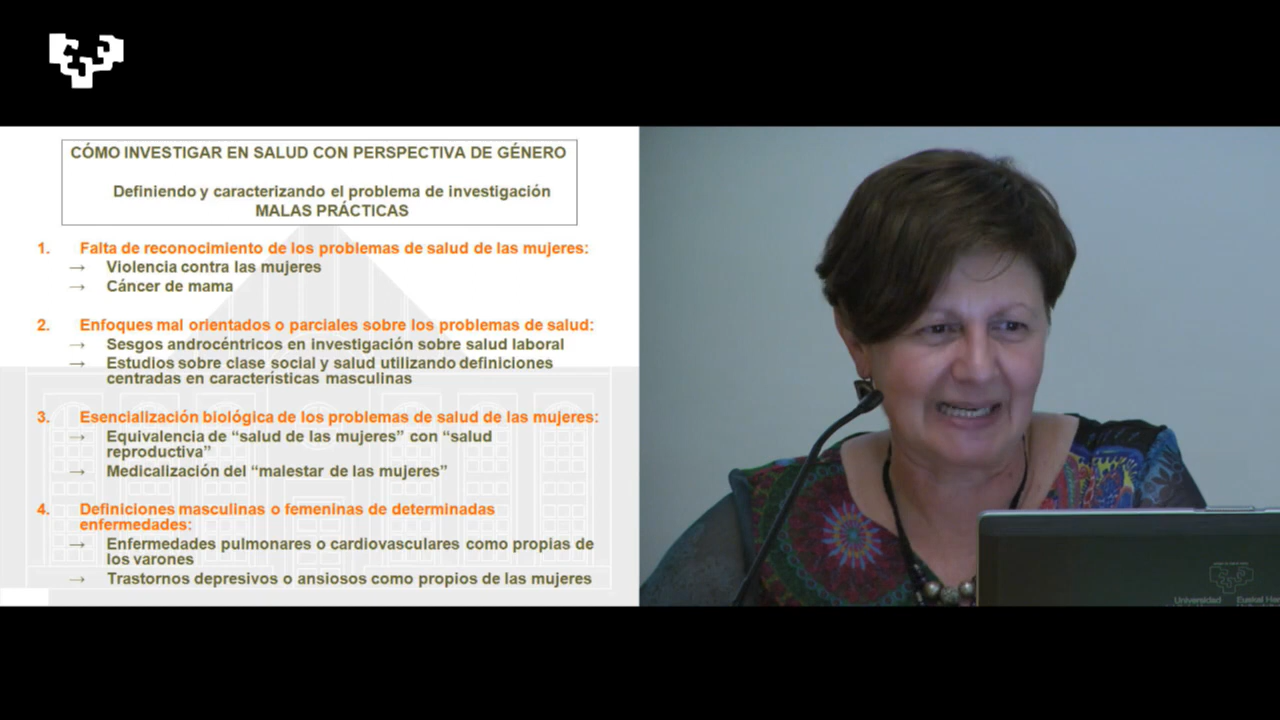 CÓMO INVESTIGAR EN SALUD CON PERSPECTIVA DE GÉNERO
Definiendo y caracterizando el problema de investigación
MALAS PRÁCTICAS
1. Falta de reconocimiento de los problemas de salud de las mujeres:
→ Violencia contra las mujeres
→ Cáncer de mama
2. Enfoques mal orientados o parciales sobre los problemas de salud:
→ Sesgos androcéntricos en investigación sobre salud laboral
→ Estudios sobre clase social y salud utilizando definiciones
centradas en características masculinas
3. Esencialización biológica de los problemas de salud de las mujeres:
→ Equivalencia de “salud de las mujeres” con “salud
reproductiva”
→ Medicalización del “malestar de las mujeres”
4. Definiciones masculinas o femeninas de determinadas
enfermedades:
→ Enfermedades pulmonares o cardiovasculares como propias de
los varones
→ Trastornos depresivos o ansiosos como propios de las mujeres
Universidad Euskal